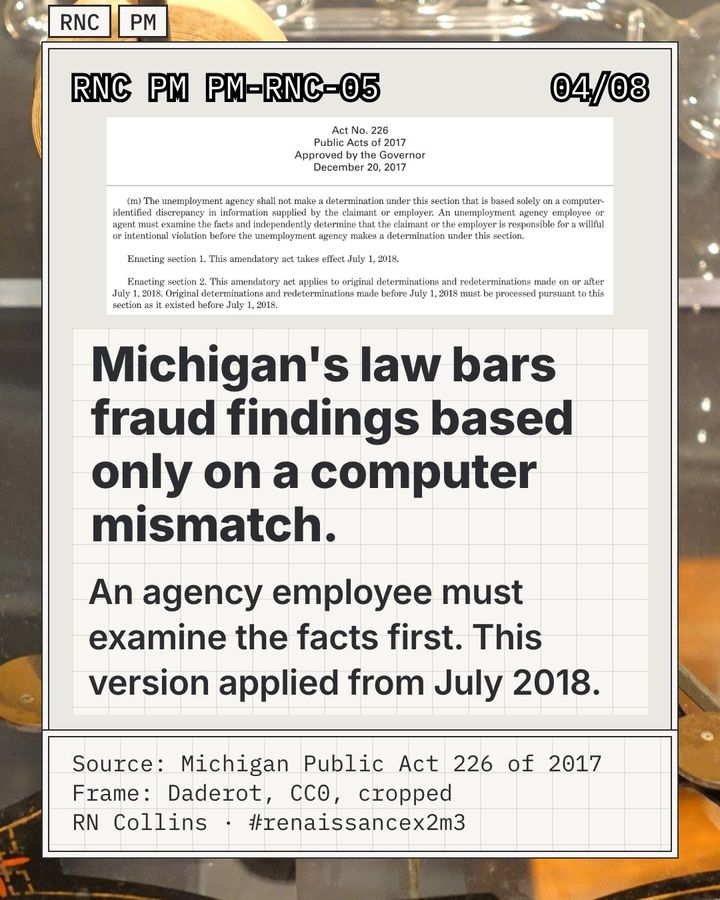 RNC PM
RNC PM PM-RNC-05 04/08
Act No. 226
Public Acts of 2017
Approved by the Governor
December 20, 2017
(m) The unemployment agency shall not make a determination under this section that is based solely on a computer-
identified discrepancy in information supplied by the claimant or employer. An unemployment agency employee or
agent must examine the facts and independently determine that the claimant or the employer is responsible for a willful
or intentional violation before the unemployment agency makes a determination under this section.
Enacting section 1. This amendatory act takes effect July 1, 2018.
Enacting section 2. This amendatory act applies to original determinations and redeterminations made on or after
July 1, 2018. Original determinations and redeterminations made before July 1, 2018 must be processed pursuant to this
section as it existed before July 1, 2018.
Michigan's law bars
fraud findings based
only on a computer
mismatch.
An agency employee must
examine the facts first. This
version applied from July 2018.
Source: Michigan Public Act 226 of 2017
Frame: Daderot, CC0, cropped
RN Collins · #renaissancex2m3